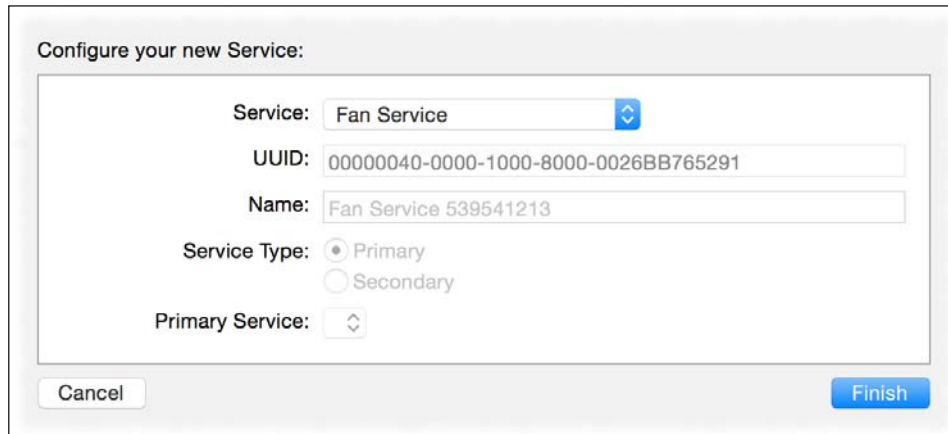 Configure your new Service:
Service: Fan Service
UUID: 00000040-0000-1000-8000-0026BB765291
Name: Fan Service 539541213
Service Type: Primary
Secondary
Primary Service:
Cancel Finish